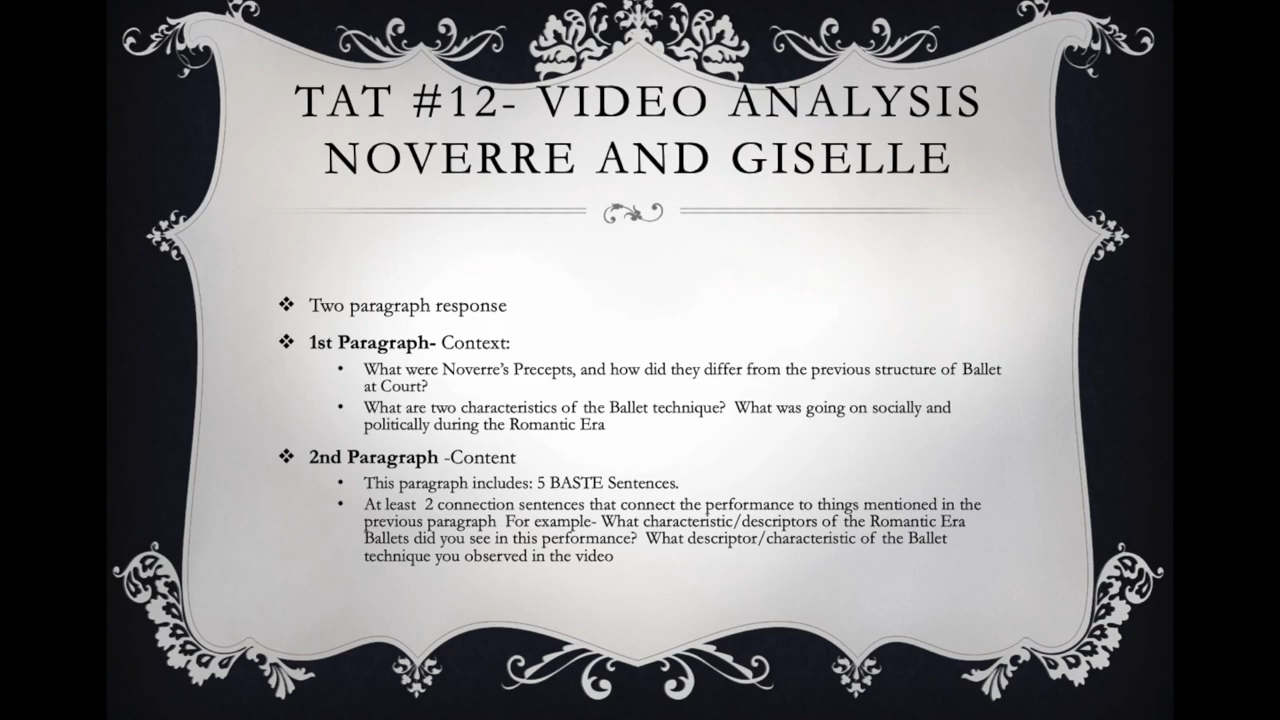 TAT #12- VIDEO ANALYSIS
NOVERRE AND GISELLE
❖ Two paragraph response
❖ 1st Paragraph- Context:
• What were Noverre's Precepts, and how did they differ from the previous structure of Ballet
at Court?
• What are two characteristics of the Ballet technique? What was going on socially and
politically during the Romantic Era
❖ 2nd Paragraph -Content
• This paragraph includes: 5 BASTE Sentences.
• At least 2 connection sentences that connect the performance to things mentioned in the
previous paragraph For example- What characteristic/descriptors of the Romantic Era
Ballets did you see in this performance? What descriptor/characteristic of the Ballet
technique you observed in the video